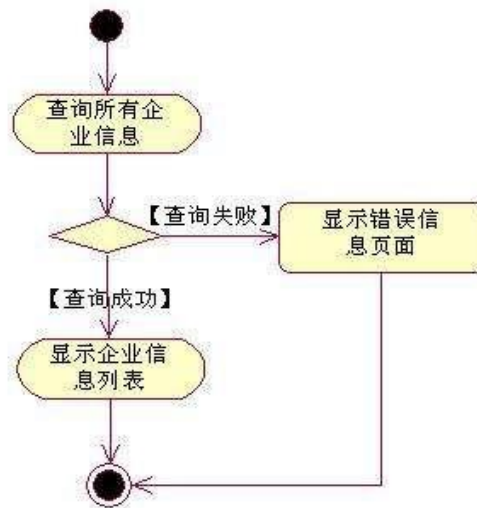 查询所有企
业信息
【查询失败】
显示错误信
息页面
【查询成功】
显示企业信
息列表